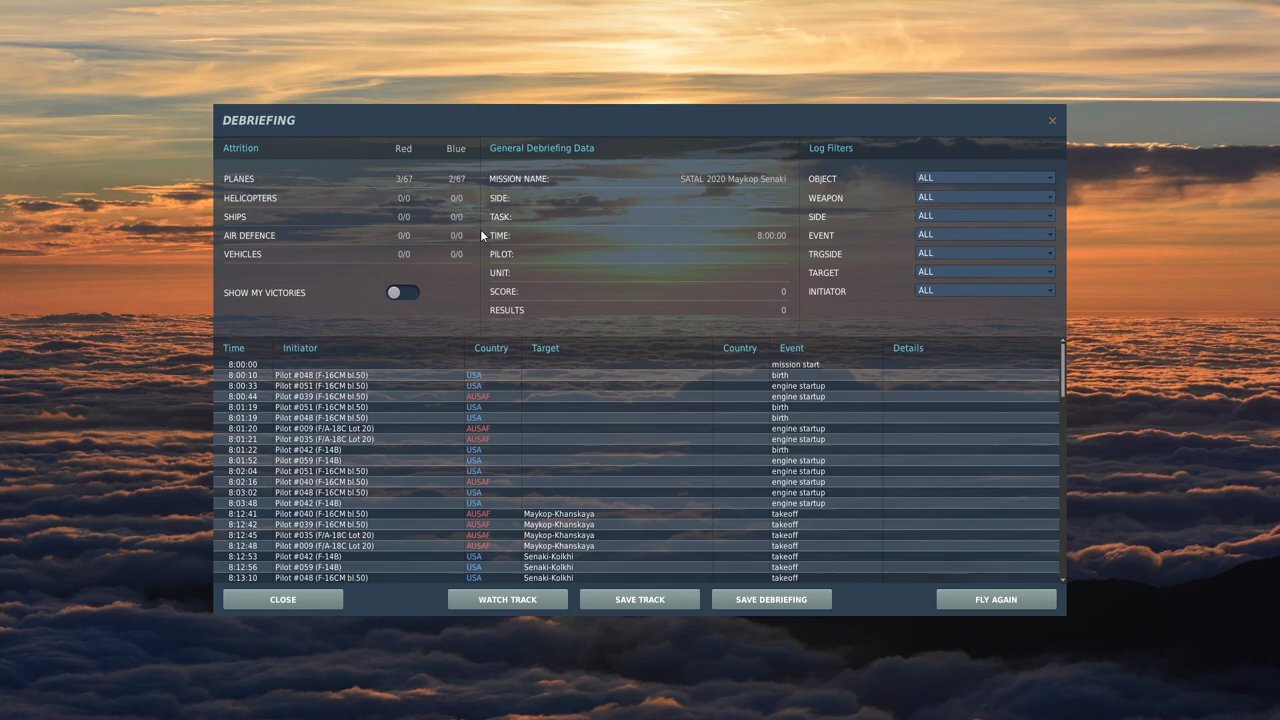 DEBRIEFING
Attrition Red Blue General Debriefing Data Log Filters
PLANES 3/67 2/67 MISSION NAME: SATAL 2020 Maykop Senaki OBJECT ALL
HELICOPTERS 0/0 0/0 SIDE: WEAPON ALL
SHIPS 0/0 0/0 TASK: SIDE ALL
AIR DEFENCE 0/0 0/0 TIME: 8:00:00 EVENT ALL
VEHICLES 0/0 0/0 PILOT: TRGSIDE ALL
UNIT: TARGET ALL
SHOW MY VICTORIES SCORE: 0 INITIATOR ALL
RESULTS 0
Time Initiator Country Target Country Event Details
8:00:00 mission start
8:00:10 Pilot #048 (F-16CM bl.50) USA birth
8:00:33 Pilot #051 (F-16CM bl.50) USA engine startup
8:00:44 Pilot #039 (F-16CM bl.50) AUSAF engine startup
8:01:19 Pilot #051 (F-16CM bl.50) USA birth
8:01:19 Pilot #048 (F-16CM bl.50) USA birth
8:01:20 Pilot #009 (F/A-18C Lot 20) AUSAF engine startup
8:01:21 Pilot #035 (F/A-18C Lot 20) AUSAF engine startup
8:01:22 Pilot #042 (F-14B) USA birth
8:01:52 Pilot #059 (F-14B) USA engine startup
8:02:04 Pilot #051 (F-16CM bl.50) USA engine startup
8:02:16 Pilot #040 (F-16CM bl.50) AUSAF engine startup
8:03:02 Pilot #048 (F-16CM bl.50) USA engine startup
8:03:48 Pilot #042 (F-14B) USA engine startup
8:12:41 Pilot #040 (F-16CM bl.50) AUSAF Maykop-Khanskaya takeoff
8:12:42 Pilot #039 (F-16CM bl.50) AUSAF Maykop-Khanskaya takeoff
8:12:45 Pilot #035 (F/A-18C Lot 20) AUSAF Maykop-Khanskaya takeoff
8:12:48 Pilot #009 (F/A-18C Lot 20) AUSAF Maykop-Khanskaya takeoff
8:12:53 Pilot #042 (F-14B) USA Senaki-Kolkhi takeoff
8:12:56 Pilot #059 (F-14B) USA Senaki-Kolkhi takeoff
8:13:10 Pilot #048 (F-16CM bl.50) USA Senaki-Kolkhi takeoff
CLOSE WATCH TRACK SAVE TRACK SAVE DEBRIEFING FLY AGAIN